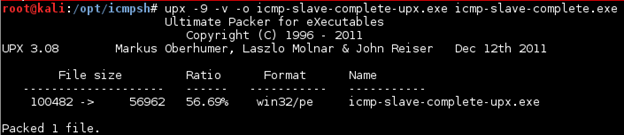 root@kali:/opt/icmpsh# upx -9 -v -o icmp-slave-complete-upx.exe icmp-slave-complete.exe
Ultimate Packer for eXecutables
Copyright (C) 1996 - 2011
UPX 3.08 Markus Oberhumer, Laszlo Molnar & John Reiser Dec 12th 2011
File size Ratio Format Name
-------------------- ------ ----------- -----------
100482 -> 56962 56.69% win32/pe icmp-slave-complete-upx.exe
Packed 1 file.